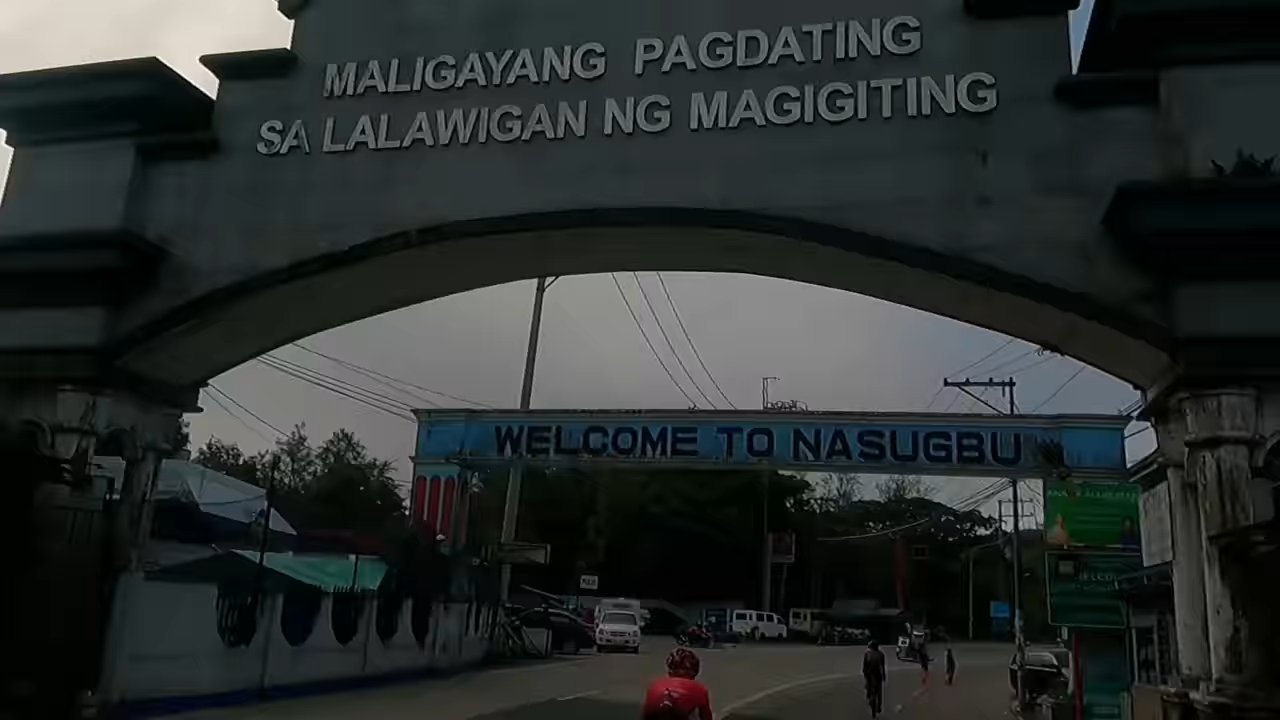 MALIGAYANG PAGDATING
SA LALAWIGAN NG MAGIGITING
WELCOME TO NASUGBU